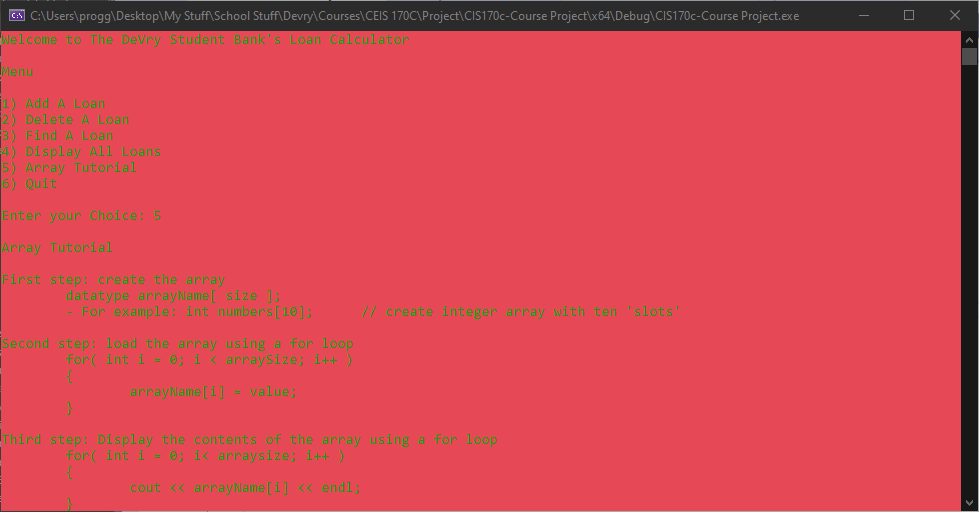 C:\Users\progg\Desktop\My Stuff\School Stuff\Devry\Courses\CEIS 170C\Project\CIS170c-Course Project\x64\Debug\CIS170c-Course Project.exe
Welcome to The DeVry Student Bank's Loan Calculator
Menu
1) Add A Loan
2) Delete A Loan
3) Find A Loan
4) Display All Loans
5) Array Tutorial
6) Quit
Enter your Choice: 5
Array Tutorial
First step: create the array
datatype arrayName[ size ];
- For example: int numbers[10];      // create integer array with ten 'slots'
Second step: load the array using a for loop
for( int i = 0; i < arraySize; i++ )
{
arrayName[i] = value;
}
Third step: Display the contents of the array using a for loop
for( int i = 0; i< arraysize; i++ )
{
cout << arrayName[i] << endl;
}